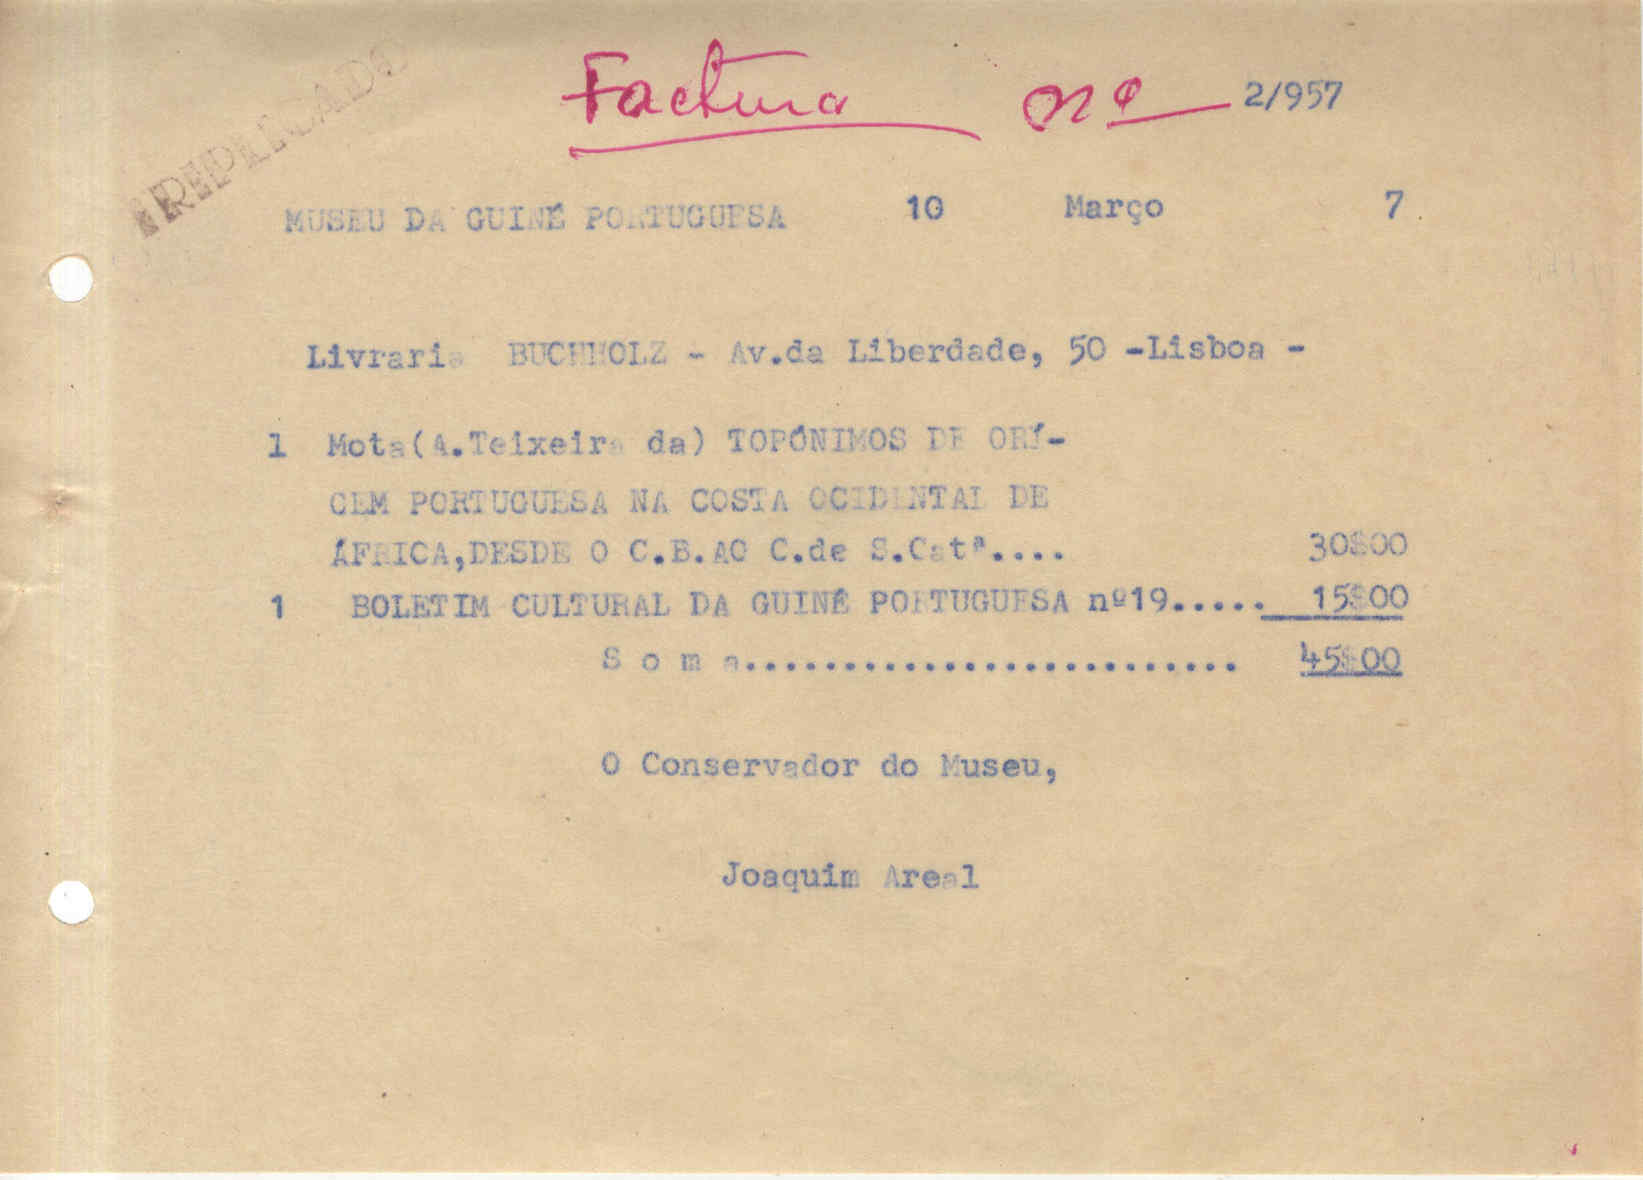 Factura nº 2/957
MUSEU DA GUINÉ PORTUGUESA 10 Março 7
Livraria BUCHHOLZ - Av.da Liberdade, 50 -Lisboa -
1 Mota(A.Teixeira da) TOPÓNIMOS DE ORÍ-
GEM PORTUGUESA NA COSTA OCIDENTAL DE
ÁFRICA,DESDE O C.B.AO C.de S.Catª.... 30$00
1 BOLETIM CULTURAL DA GUINÉ PORTUGUESA nº19..... 15$00
S o m a......................... 45$00
O Conservador do Museu,
Joaquim Areal